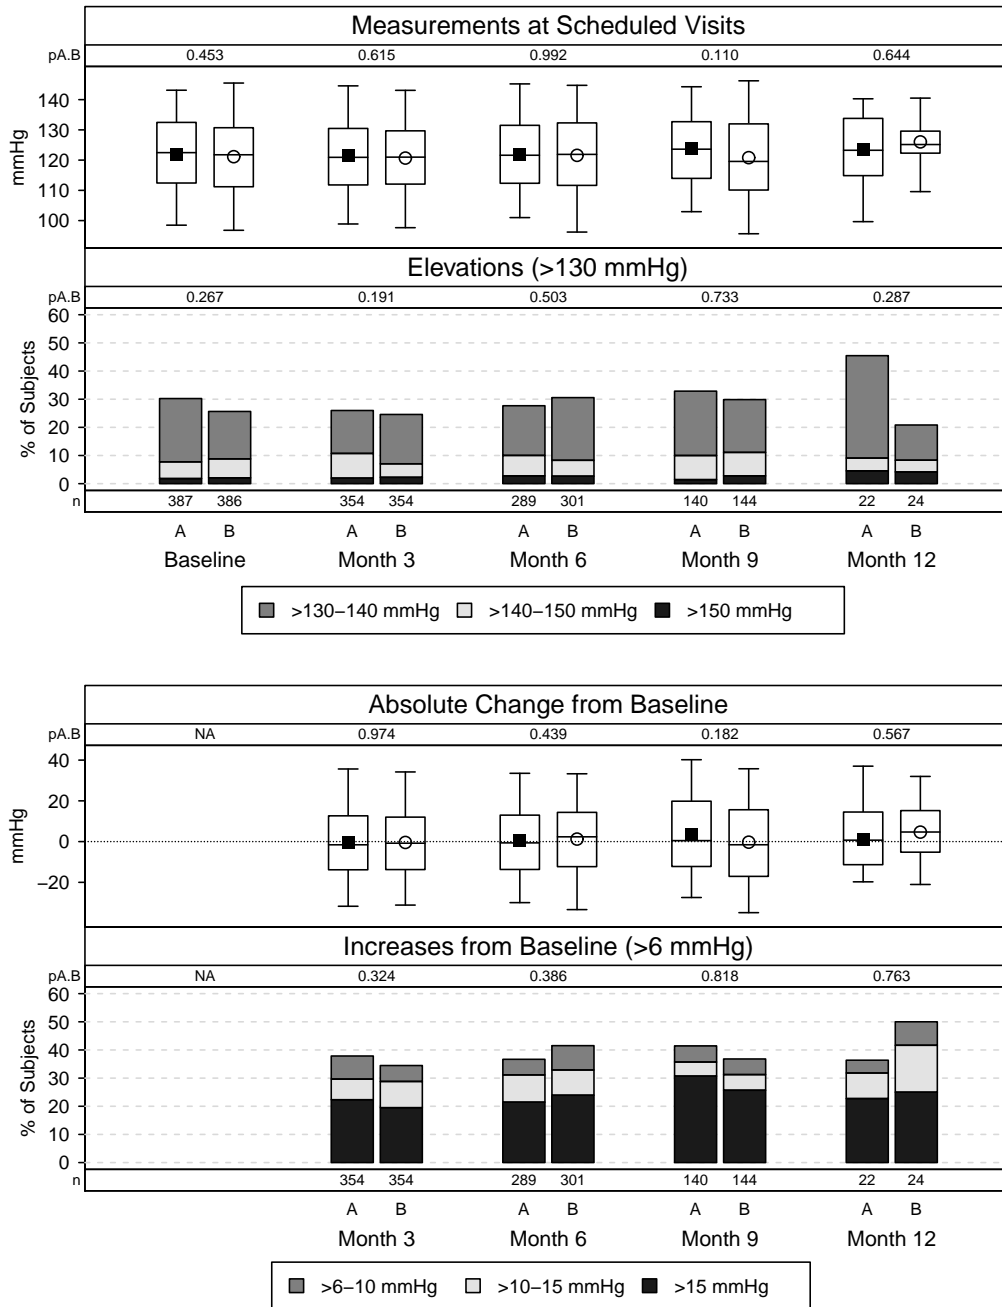 Measurements at Scheduled Visits
pA.B 0.453 0.615 0.992 0.110 0.644
mmHg
140
130
120
110
100
Elevations (>130 mmHg)
pA.B 0.267 0.191 0.503 0.733 0.287
% of Subjects
60
50
40
30
20
10
0
n 387 386 354 354 289 301 140 144 22 24
A B A B A B A B A B
Baseline Month 3 Month 6 Month 9 Month 12
>130–140 mmHg >140–150 mmHg >150 mmHg
Absolute Change from Baseline
pA.B NA 0.974 0.439 0.182 0.567
mmHg
40
20
0
−20
Increases from Baseline (>6 mmHg)
pA.B NA 0.324 0.386 0.818 0.763
% of Subjects
60
50
40
30
20
10
0
n 354 354 289 301 140 144 22 24
A B A B A B A B
Month 3 Month 6 Month 9 Month 12
>6–10 mmHg >10–15 mmHg >15 mmHg